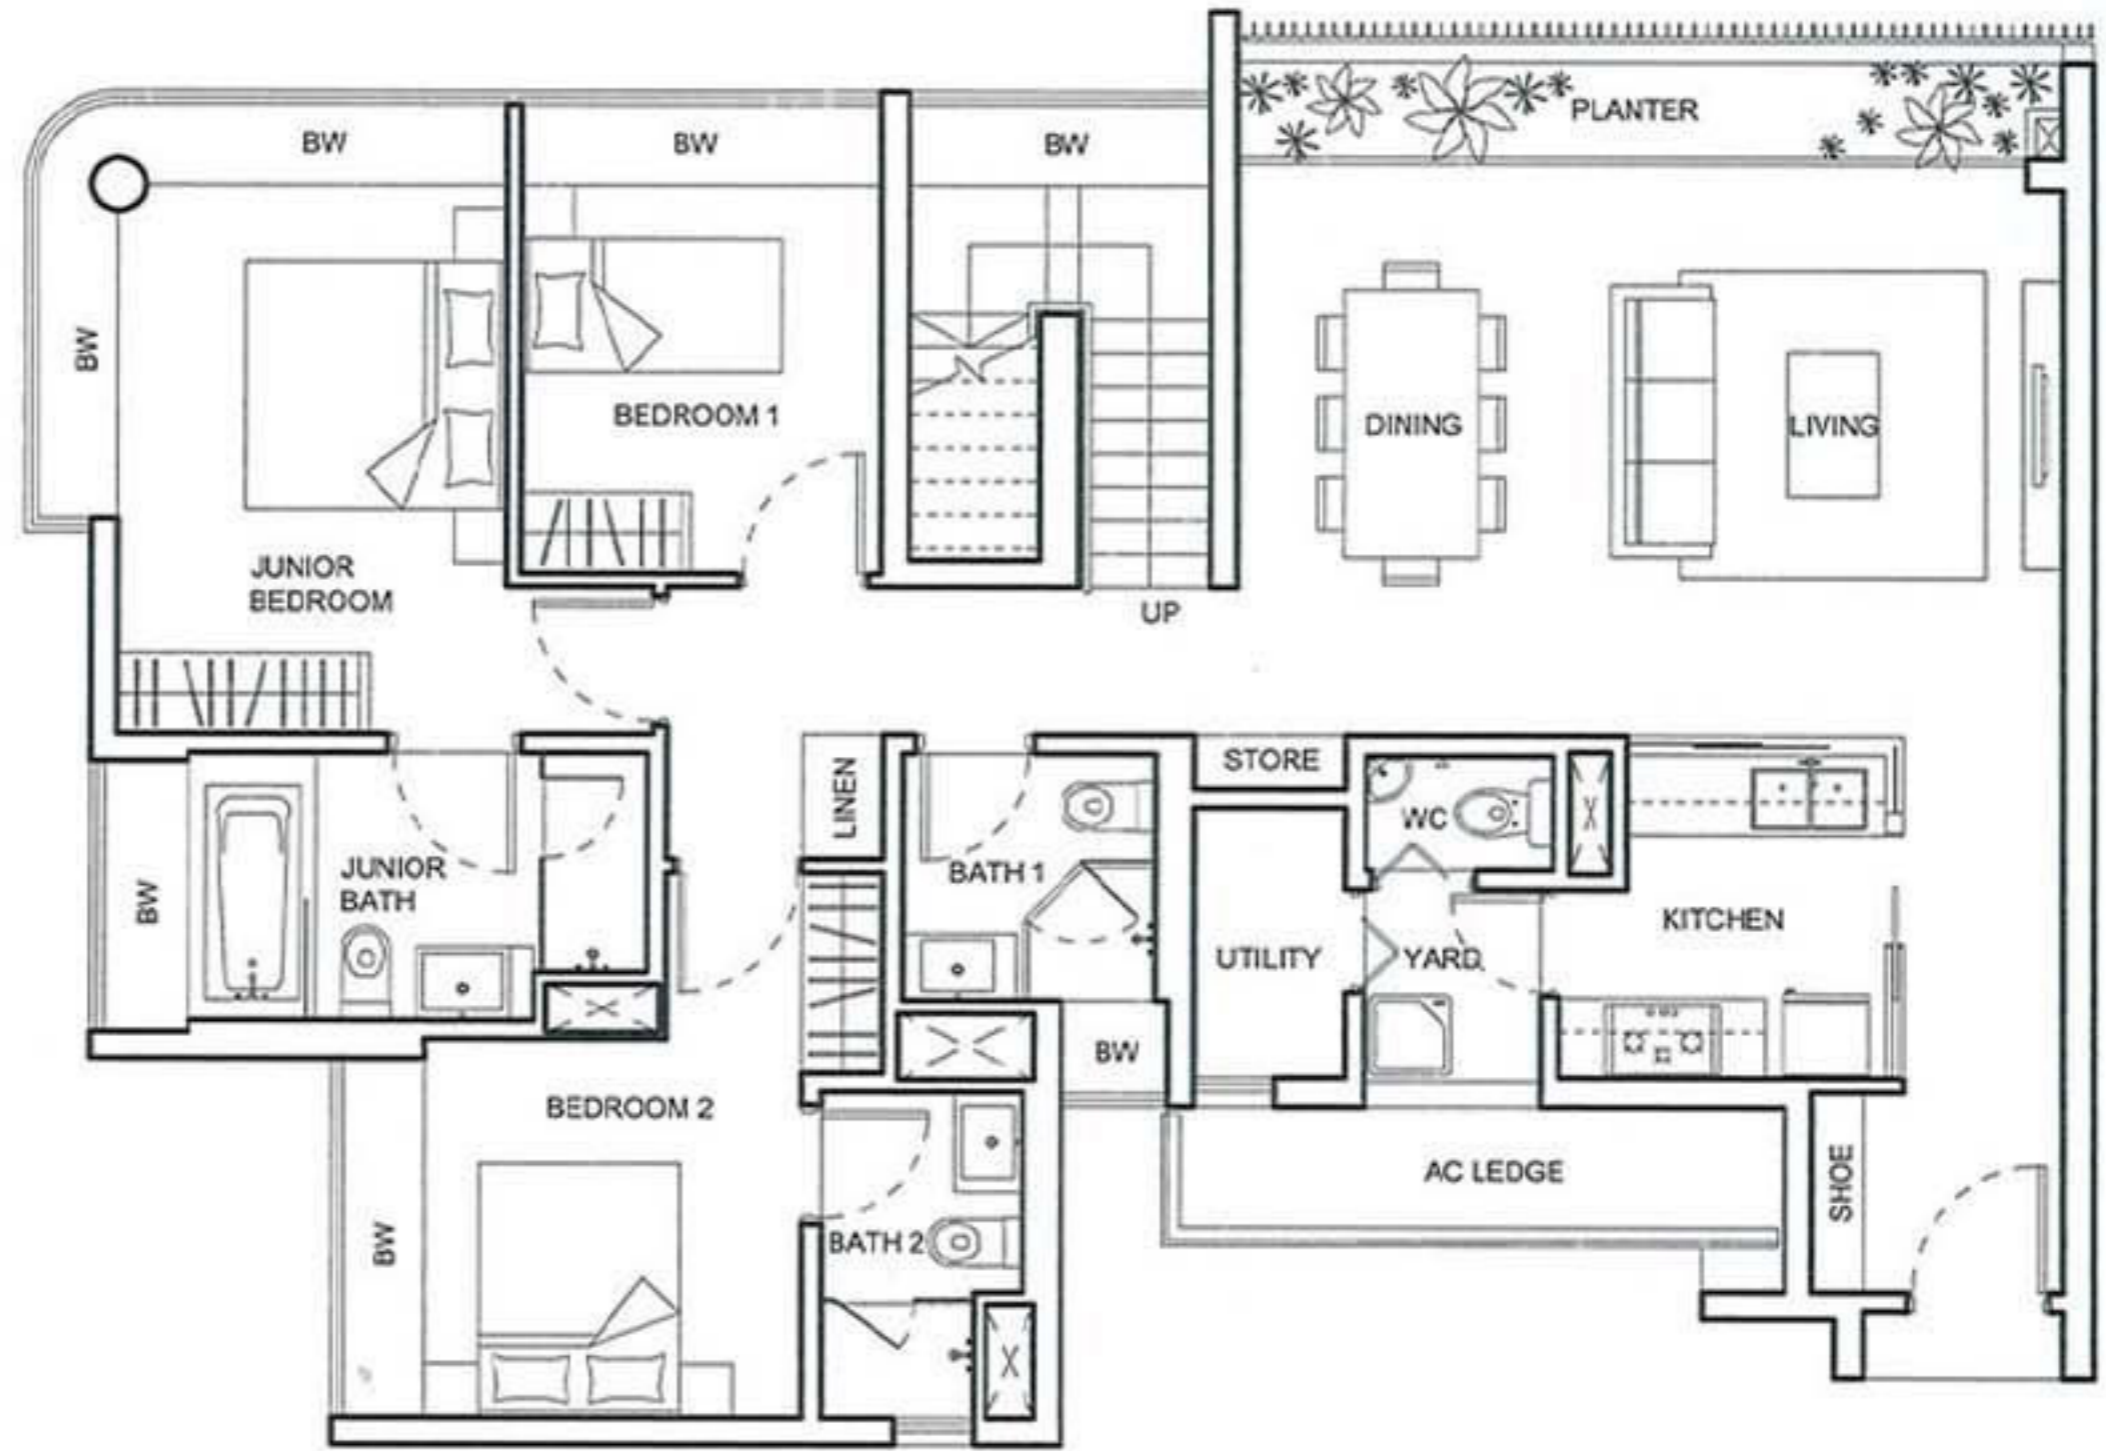 PLANTER
BW
BW
BW
BW
DINING
LIVING
BEDROOM 1
JUNIOR
BEDROOM
UP
STORE
LINEN
WC
JUNIOR
BATH
BATH 1
BW
KITCHEN
UTILITY
YARD
BW
BEDROOM 2
AC LEDGE
SHOE
BW
BATH 2